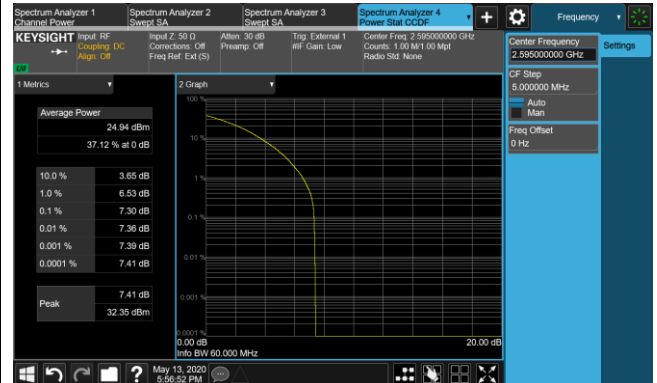 Spectrum Analyzer 1
Channel Power
Spectrum Analyzer 2
Swept SA
Spectrum Analyzer 3
Swept SA
Spectrum Analyzer 4
Power Stat CCDF
Frequency
KEYSIGHT
Input: RF
Coupling: DC
Align: Off
Input Z: 50 Ω
Corrections: Off
Freq Ref: Ext (S)
Atten: 30 dB
Preamp: Off
Trig: External 1
#IF Gain: Low
Center Freq: 2.595000000 GHz
Counts: 1.00 M/1.00 Mpt
Radio Std: None
LXI
Center Frequency
2.595000000 GHz
Settings
CF Step
5.000000 MHz
Auto
Man
Freq Offset
0 Hz
1 Metrics
2 Graph
Average Power
24.94 dBm
37.12 % at 0 dB
10.0 % 3.65 dB
1.0 % 6.53 dB
0.1 % 7.30 dB
0.01 % 7.36 dB
0.001 % 7.39 dB
0.0001 % 7.41 dB
Peak
7.41 dB
32.35 dBm
100 %
10 %
1 %
0.1 %
0.01 %
0.001 %
0.0001 %
0.00 dB
20.00 dB
Info BW 60.000 MHz
?
May 13, 2020
5:56:52 PM